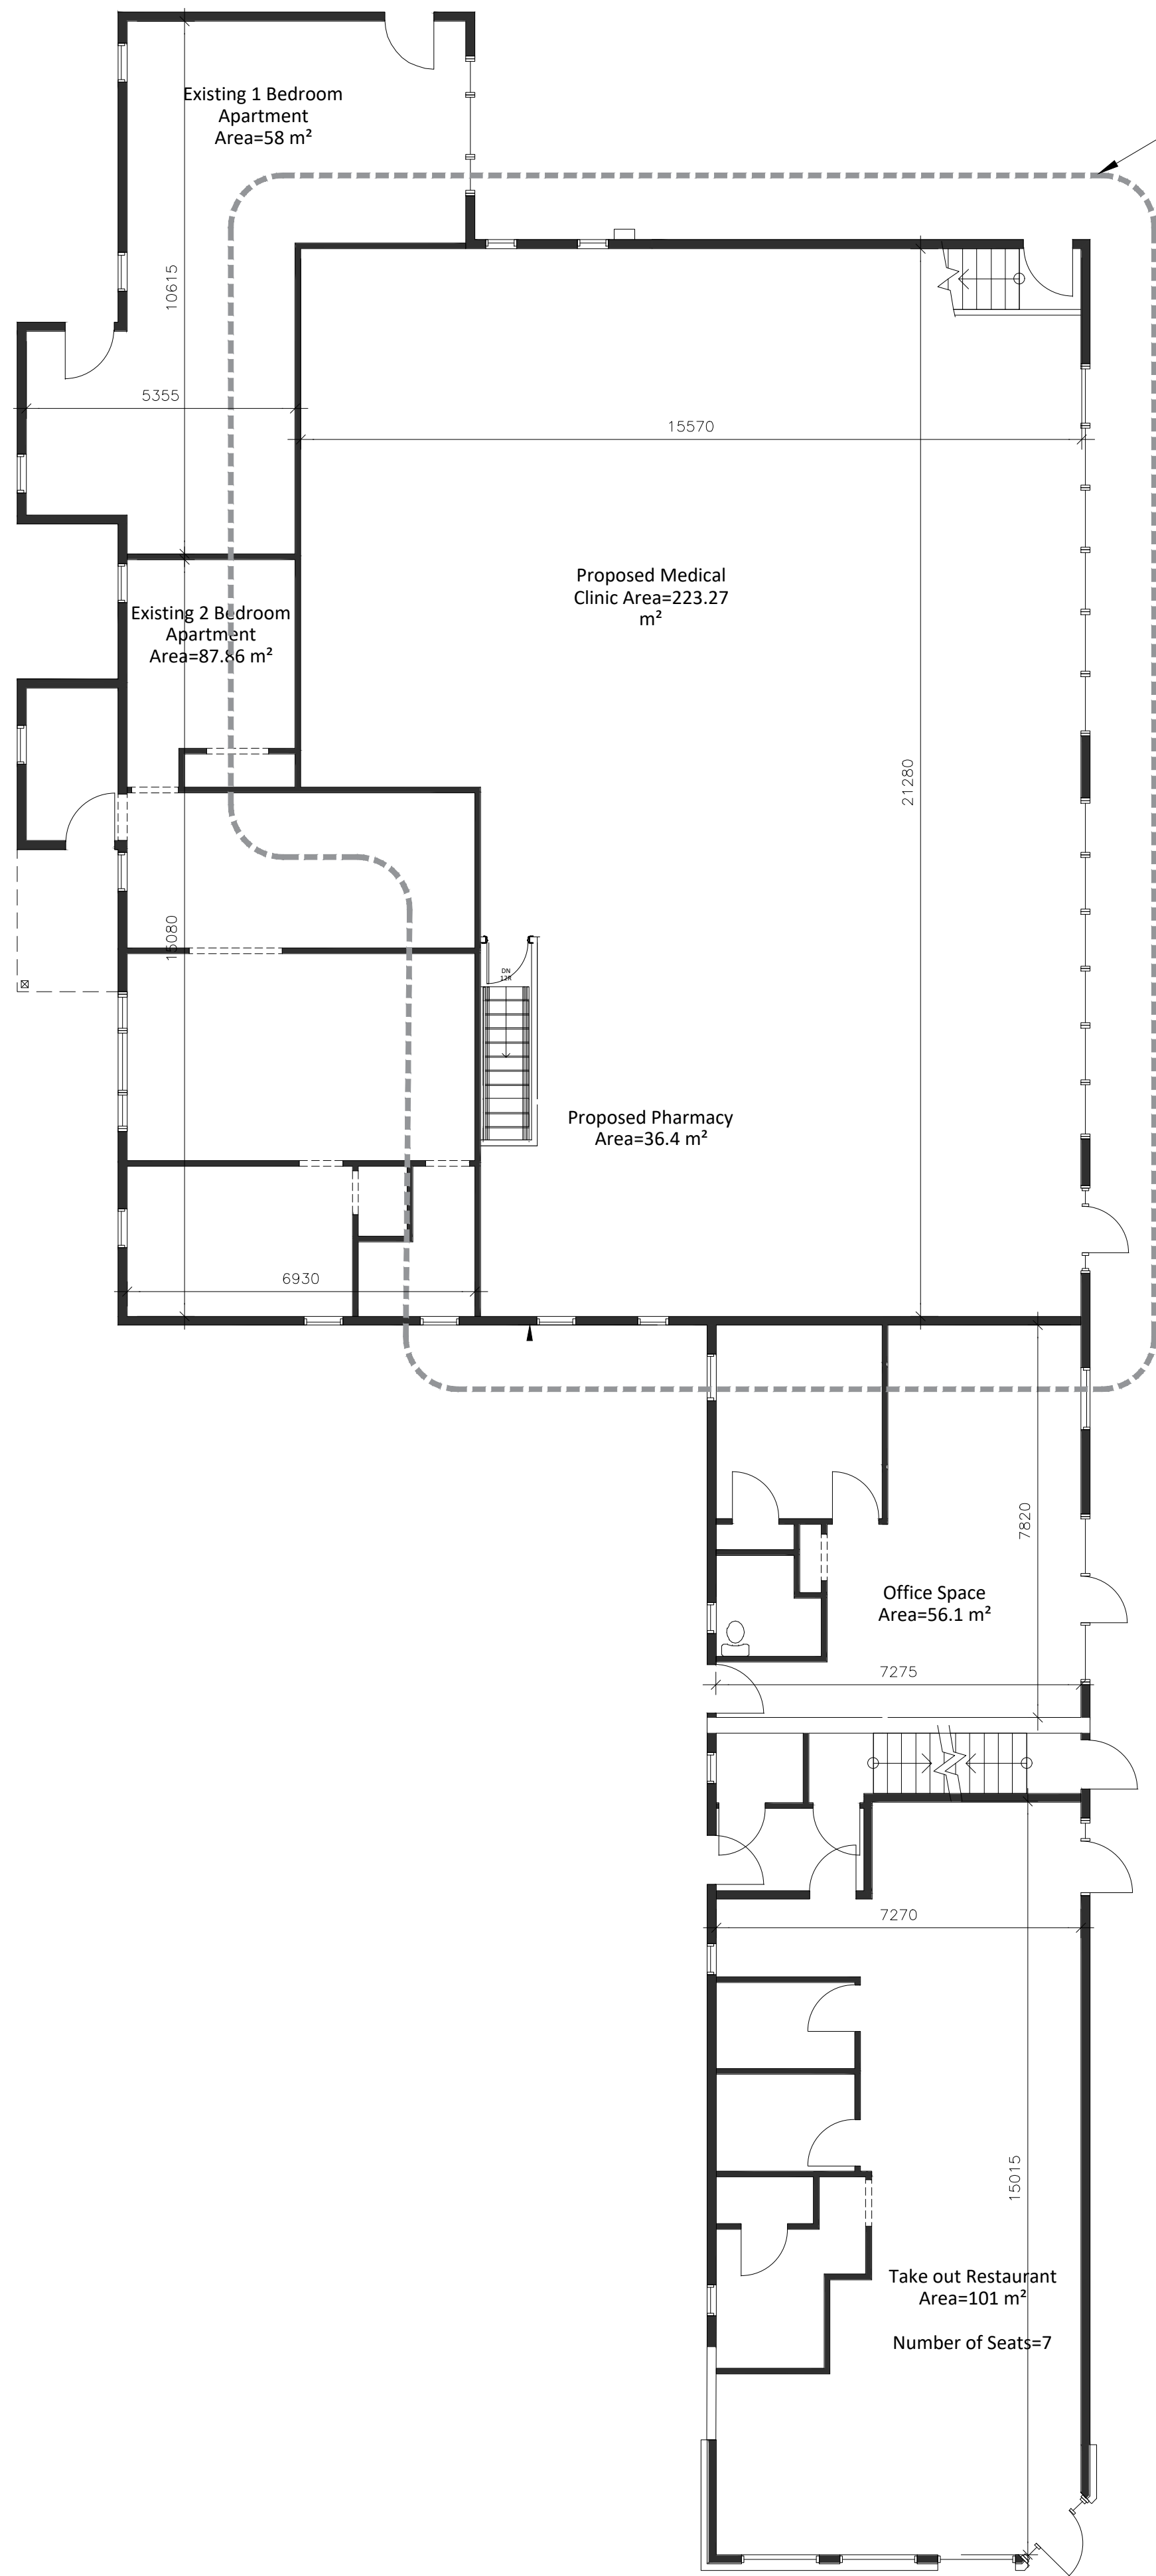 Existing 1 Bedroom
Apartment
Area=58 m²
10615
5355
15570
Proposed Medical
Clinic Area=223.27
m²
Existing 2 Bedroom
Apartment
Area=87.86 m²
21280
15080
DN
12R
Proposed Pharmacy
Area=36.4 m²
6930
7820
Office Space
Area=56.1 m²
7275
7270
15015
Take out Restaurant
Area=101 m²
Number of Seats=7